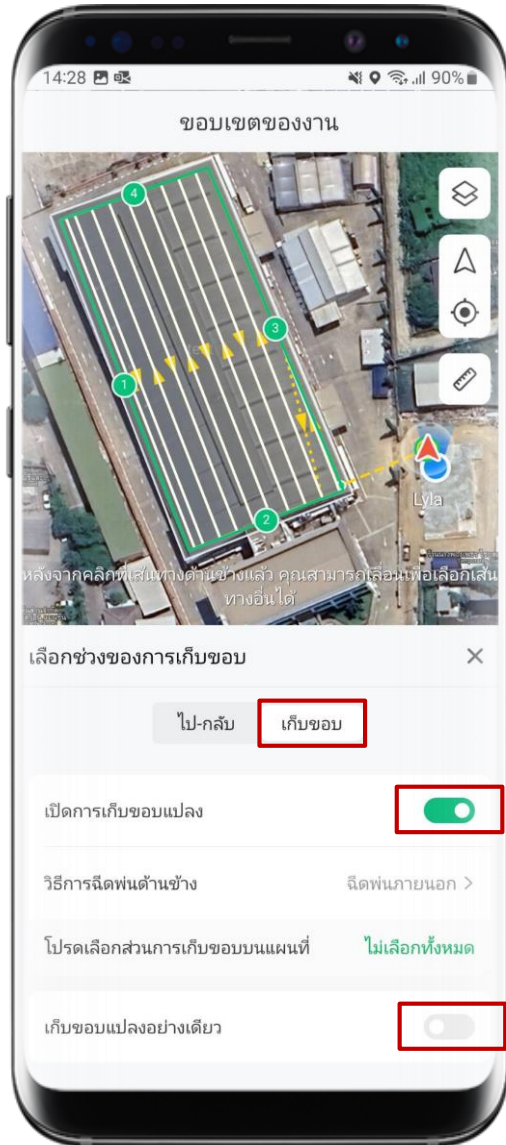 14:28
90%
ขอบเขตของงาน
4
3
1
2
Lyla
หลังจากคลิกที่เส้นทางด้านข้างแล้ว คุณสามารถเลื่อนเพื่อเลือกเส้น
ทางอื่นได้
เลือกช่วงของการเก็บขอบ
ไป-กลับ เก็บขอบ
เปิดการเก็บขอบแปลง
วิธีการฉีดพ่นด้านข้าง ฉีดพ่นภายนอก >
โปรดเลือกส่วนการเก็บขอบบนแผนที่ ไม่เลือกทั้งหมด
เก็บขอบแปลงอย่างเดียว